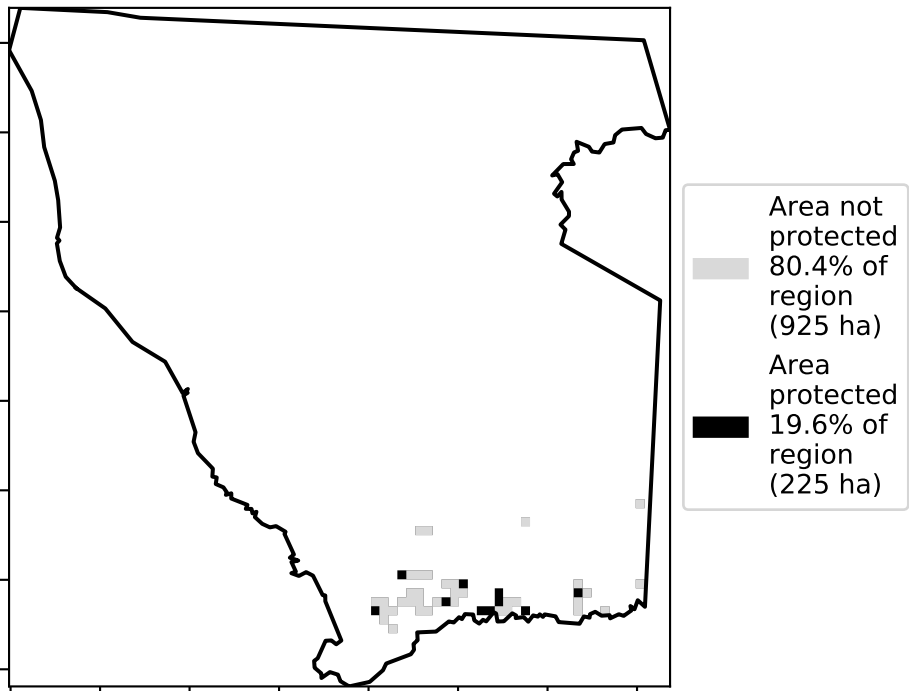 Area not
protected
80.4% of
region
(925 ha)
Area
protected
19.6% of
region
(225 ha)